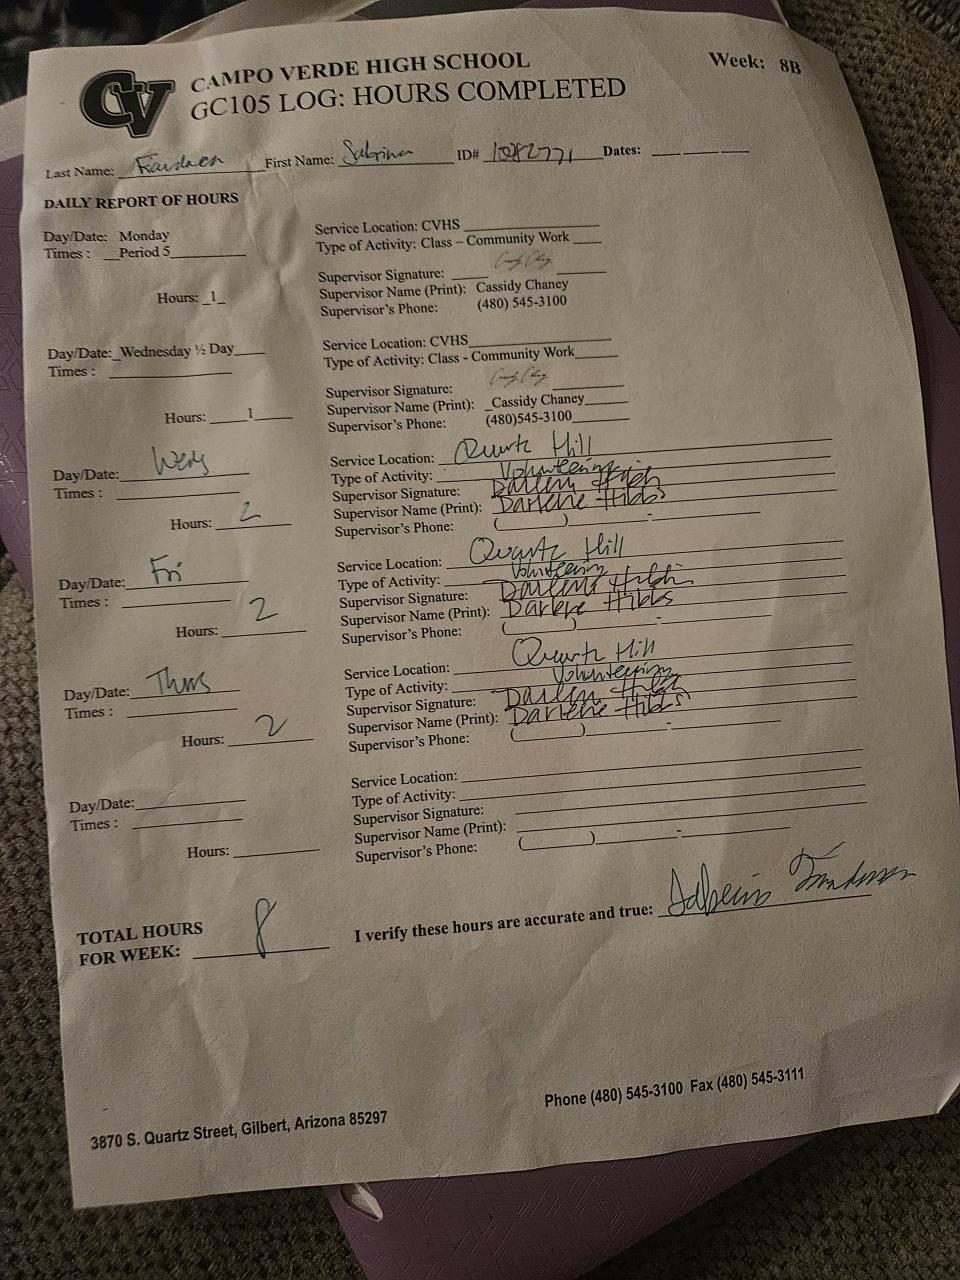 CV
CAMPO VERDE HIGH SCHOOL
GC105 LOG: HOURS COMPLETED
Week: 8B
Last Name: First Name: Sabrina ID# Dates:
DAILY REPORT OF HOURS
Day/Date: Monday
Times : Period 5
Hours: 1
Service Location: CVHS
Type of Activity: Class – Community Work
Supervisor Signature:
Supervisor Name (Print): Cassidy Chaney
Supervisor's Phone: (480) 545-3100
Day/Date: Wednesday ½ Day
Times :
Hours: 1
Service Location: CVHS
Type of Activity: Class - Community Work
Supervisor Signature:
Supervisor Name (Print): Cassidy Chaney
Supervisor's Phone: (480)545-3100
Day/Date: Weds
Times :
Hours: 2
Service Location: Quartz Hill
Type of Activity: Volunteering
Supervisor Signature: Darlene Hibbs
Supervisor Name (Print): Darlene Hibbs
Supervisor's Phone: ( ) -
Day/Date: Fri
Times :
Hours: 2
Service Location: Quartz Hill
Type of Activity: Volunteering
Supervisor Signature: Darlene Hibbs
Supervisor Name (Print): Darlene Hibbs
Supervisor's Phone: ( ) -
Day/Date: Thurs
Times :
Hours: 2
Service Location: Quartz Hill
Type of Activity: Volunteering
Supervisor Signature: Darlene Hibbs
Supervisor Name (Print): Darlene Hibbs
Supervisor's Phone: ( ) -
Day/Date:
Times :
Hours:
Service Location:
Type of Activity:
Supervisor Signature:
Supervisor Name (Print):
Supervisor's Phone: ( ) -
TOTAL HOURS
FOR WEEK: 8
I verify these hours are accurate and true:
3870 S. Quartz Street, Gilbert, Arizona 85297
Phone (480) 545-3100 Fax (480) 545-3111